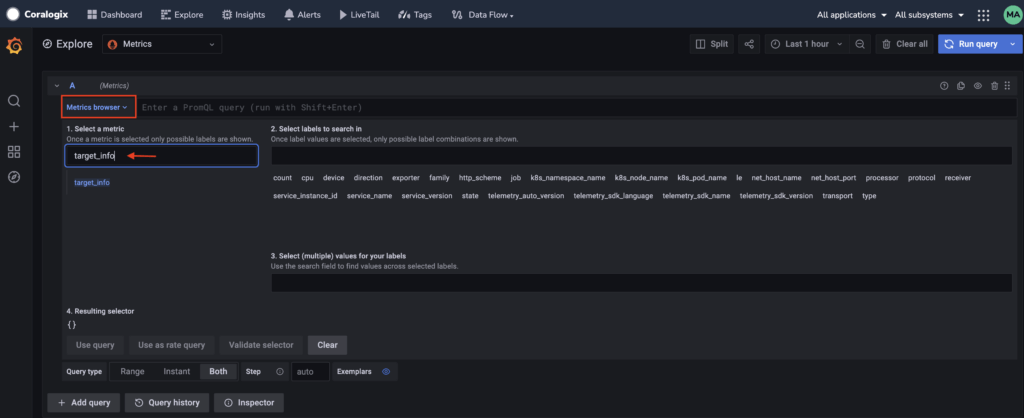 Coralogix Dashboard Explore Insights Alerts LiveTail Tags Data Flow All applications All subsystems MA
Explore Metrics Split Last 1 hour Clear all Run query
A (Metrics)
Metrics browser Enter a PromQL query (run with Shift+Enter)
1. Select a metric
Once a metric is selected only possible labels are shown.
target_info
target_info
2. Select labels to search in
Once label values are selected, only possible label combinations are shown.
count cpu device direction exporter family http_scheme job k8s_namespace_name k8s_node_name k8s_pod_name le net_host_name net_host_port processor protocol receiver
service_instance_id service_name service_version state telemetry_auto_version telemetry_sdk_language telemetry_sdk_name telemetry_sdk_version transport type
3. Select (multiple) values for your labels
Use the search field to find values across selected labels.
4. Resulting selector
{}
Use query Use as rate query Validate selector Clear
Query type Range Instant Both Step auto Exemplars
+ Add query Query history Inspector